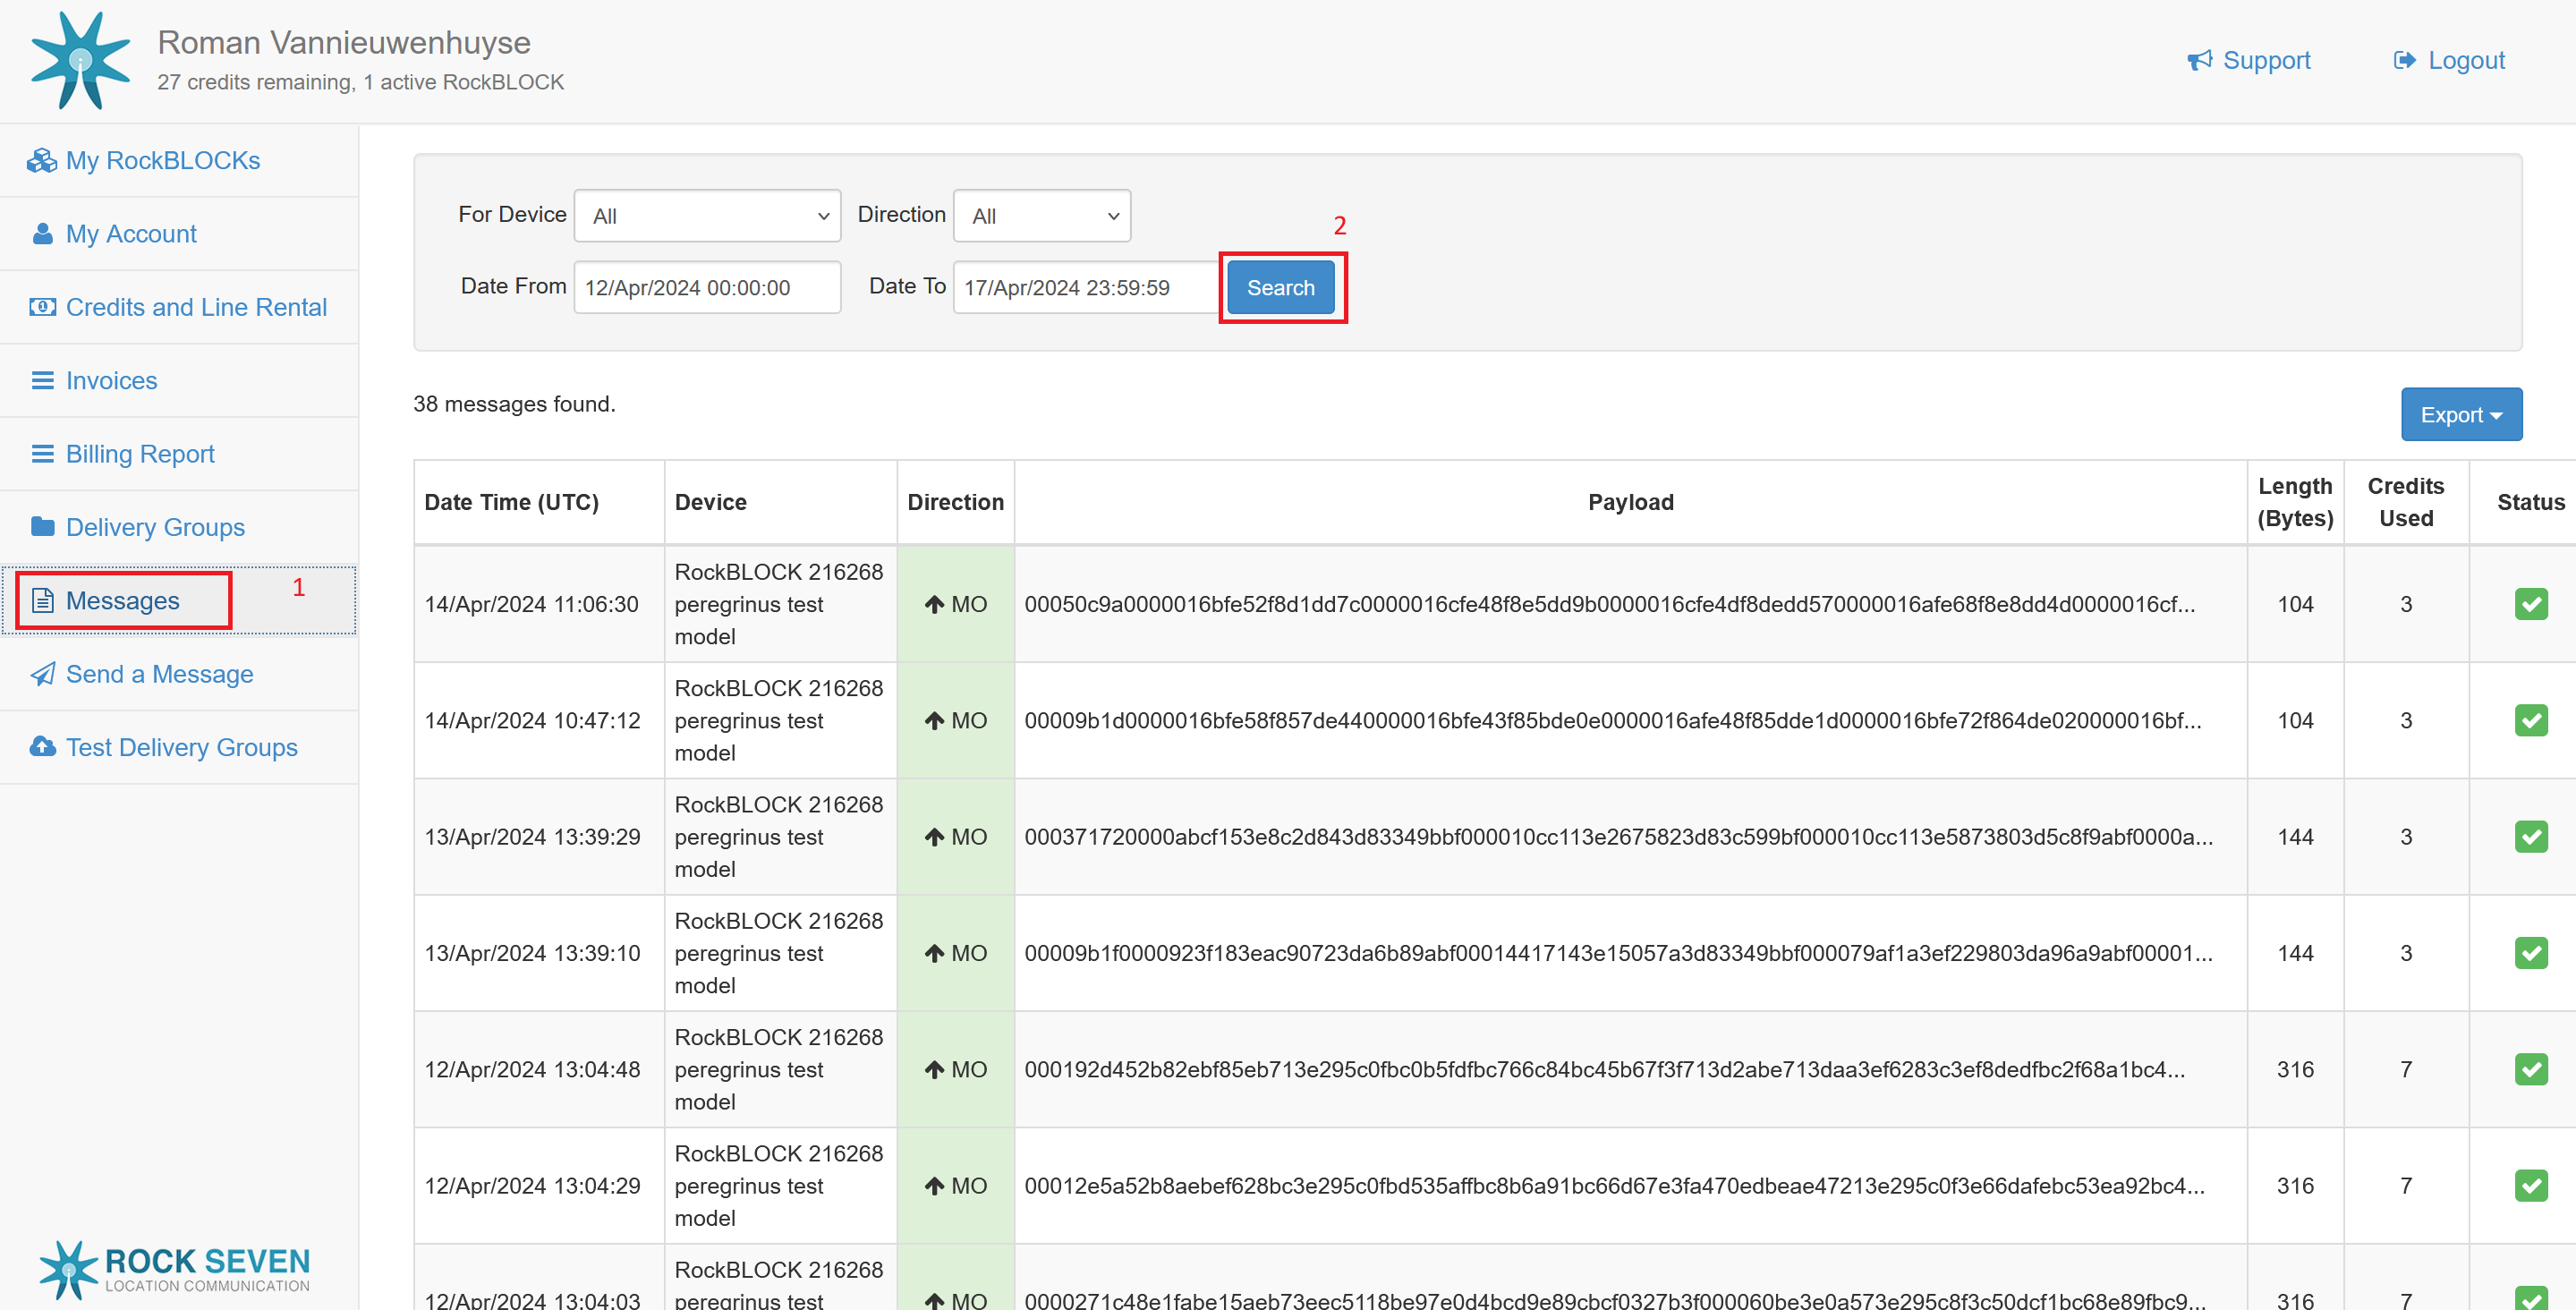 Roman Vannieuwenhuyse
27 credits remaining, 1 active RockBLOCK
Support
Logout
My RockBLOCKs
My Account
Credits and Line Rental
Invoices
Billing Report
Delivery Groups
Messages
1
Send a Message
Test Delivery Groups
ROCK SEVEN
LOCATION COMMUNICATION
For Device All Direction All
2
Date From 12/Apr/2024 00:00:00 Date To 17/Apr/2024 23:59:59 Search
38 messages found.
Export
Date Time (UTC) Device Direction Payload Length (Bytes) Credits Used Status
RockBLOCK 216268
14/Apr/2024 11:06:30 peregrinus test MO 00050c9a0000016bfe52f8d1dd7c0000016cfe48f8e5dd9b0000016cfe4df8dedd570000016afe68f8e8dd4d0000016cf... 104 3
model
RockBLOCK 216268
14/Apr/2024 10:47:12 peregrinus test MO 00009b1d0000016bfe58f857de440000016bfe43f85bde0e0000016afe48f85dde1d0000016bfe72f864de020000016bf... 104 3
model
RockBLOCK 216268
13/Apr/2024 13:39:29 peregrinus test MO 000371720000abcf153e8c2d843d83349bbf000010cc113e2675823d83c599bf000010cc113e5873803d5c8f9abf0000a... 144 3
model
RockBLOCK 216268
13/Apr/2024 13:39:10 peregrinus test MO 00009b1f0000923f183eac90723da6b89abf00014417143e15057a3d83349bbf000079af1a3ef229803da96a9abf00001... 144 3
model
RockBLOCK 216268
12/Apr/2024 13:04:48 peregrinus test MO 000192d452b82ebf85eb713e295c0fbc0b5fdfbc766c84bc45b67f3f713d2abe713daa3ef6283c3ef8dedfbc2f68a1bc4... 316 7
model
RockBLOCK 216268
12/Apr/2024 13:04:29 peregrinus test MO 00012e5a52b8aebef628bc3e295c0fbd535affbc8b6a91bc66d67e3fa470edbeae47213e295c0f3e66dafebc53ea92bc4... 316 7
model
RockBLOCK 216268
12/Apr/2024 13:04:03 peregrinus test MO 0000271c48e1fabe15aeb73eec5118be97e0d4bcd9e89cbcf0327b3f000060be3e0a573e295c8f3c50dcf1bc68e89fbc9... 316 7